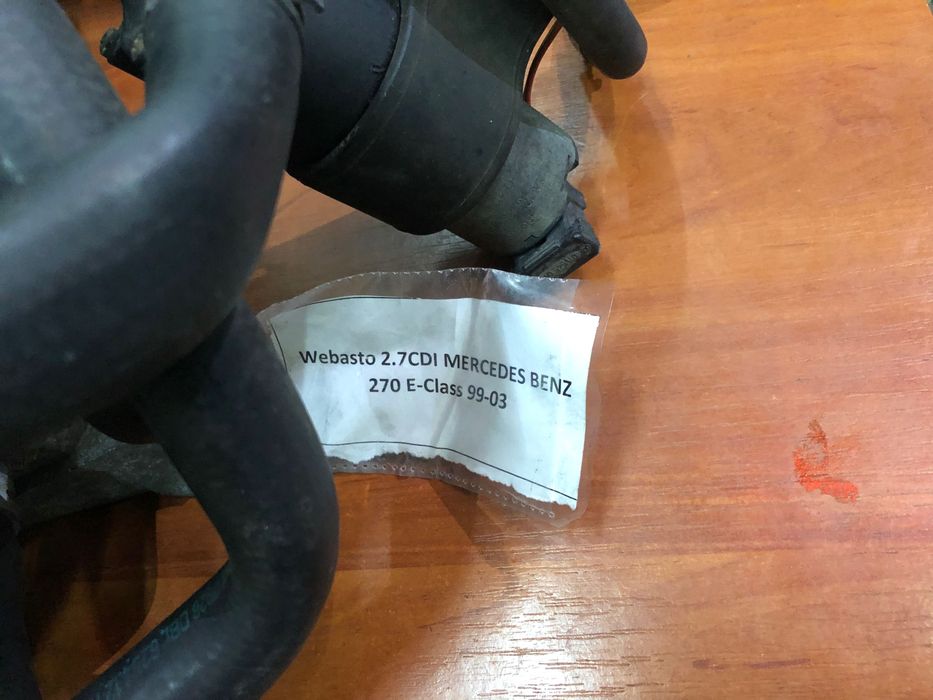 Webasto 2.7CDI MERCEDES BENZ
270 E-Class 99-03